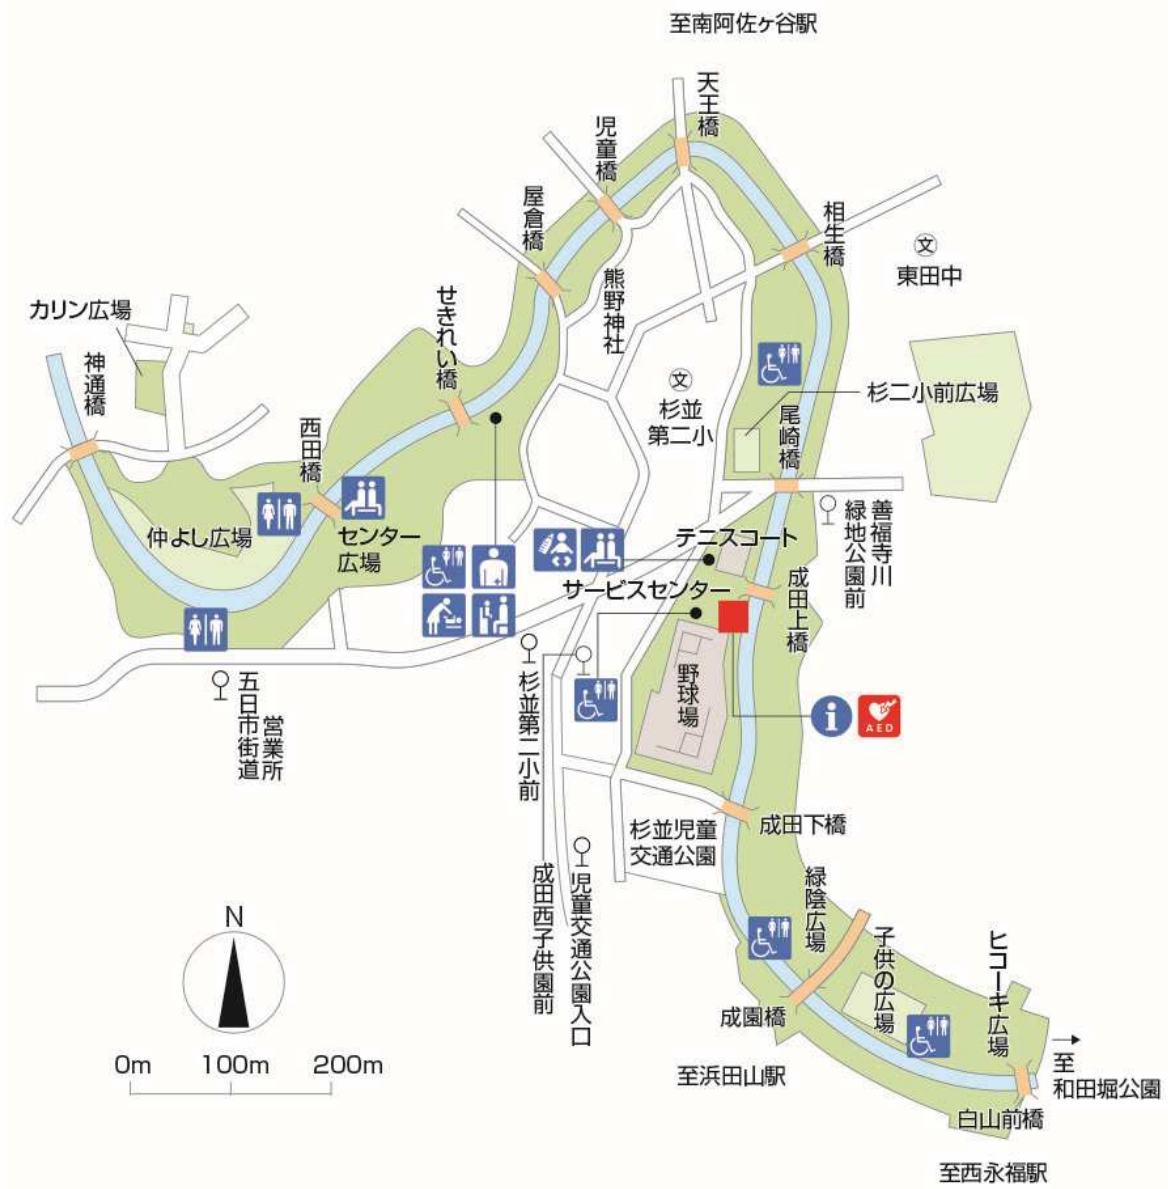 至南阿佐ヶ谷駅
天王橋
児童橋
屋倉橋
相生橋
文
東田中
熊野神社
せきれい橋
カリン広場
神通橋
文
杉並
第二小
杉二小前広場
尾崎橋
西田橋
仲よし広場
センター
広場
テニスコート
善福寺川
緑地公園前
サービスセンター
成田上橋
野球場
i
AED
五日市街道
営業所
杉並第二小前
杉並児童
交通公園
成田下橋
成田西子供園前
児童交通公園入口
緑陰広場
子供の広場
ヒコーキ広場
N
成園橋
0m 100m 200m
至浜田山駅
至
和田堀公園
白山前橋
至西永福駅